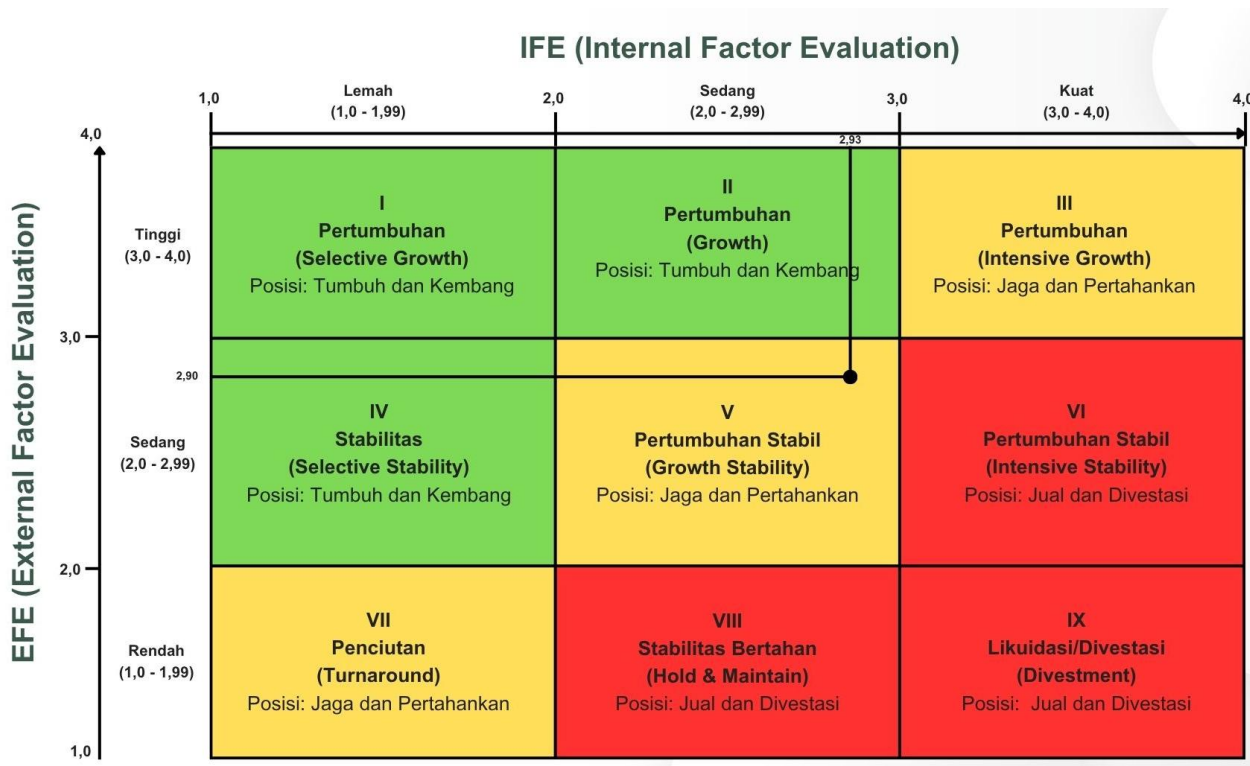 IFE (Internal Factor Evaluation)
1,0
Lemah
(1,0 - 1,99)
2,0
Sedang
(2,0 - 2,99)
3,0
Kuat
(3,0 - 4,0)
4,0
4,0
2,93
EFE (External Factor Evaluation)
Tinggi
(3,0 - 4,0)
I
Pertumbuhan
(Selective Growth)
Posisi: Tumbuh dan Kembang
II
Pertumbuhan
(Growth)
Posisi: Tumbuh dan Kembang
III
Pertumbuhan
(Intensive Growth)
Posisi: Jaga dan Pertahankan
3,0
2,90
Sedang
(2,0 - 2,99)
IV
Stabilitas
(Selective Stability)
Posisi: Tumbuh dan Kembang
V
Pertumbuhan Stabil
(Growth Stability)
Posisi: Jaga dan Pertahankan
VI
Pertumbuhan Stabil
(Intensive Stability)
Posisi: Jual dan Divestasi
2,0
Rendah
(1,0 - 1,99)
VII
Penciutan
(Turnaround)
Posisi: Jaga dan Pertahankan
VIII
Stabilitas Bertahan
(Hold & Maintain)
Posisi: Jual dan Divestasi
IX
Likuidasi/Divestasi
(Divestment)
Posisi:  Jual dan Divestasi
1,0